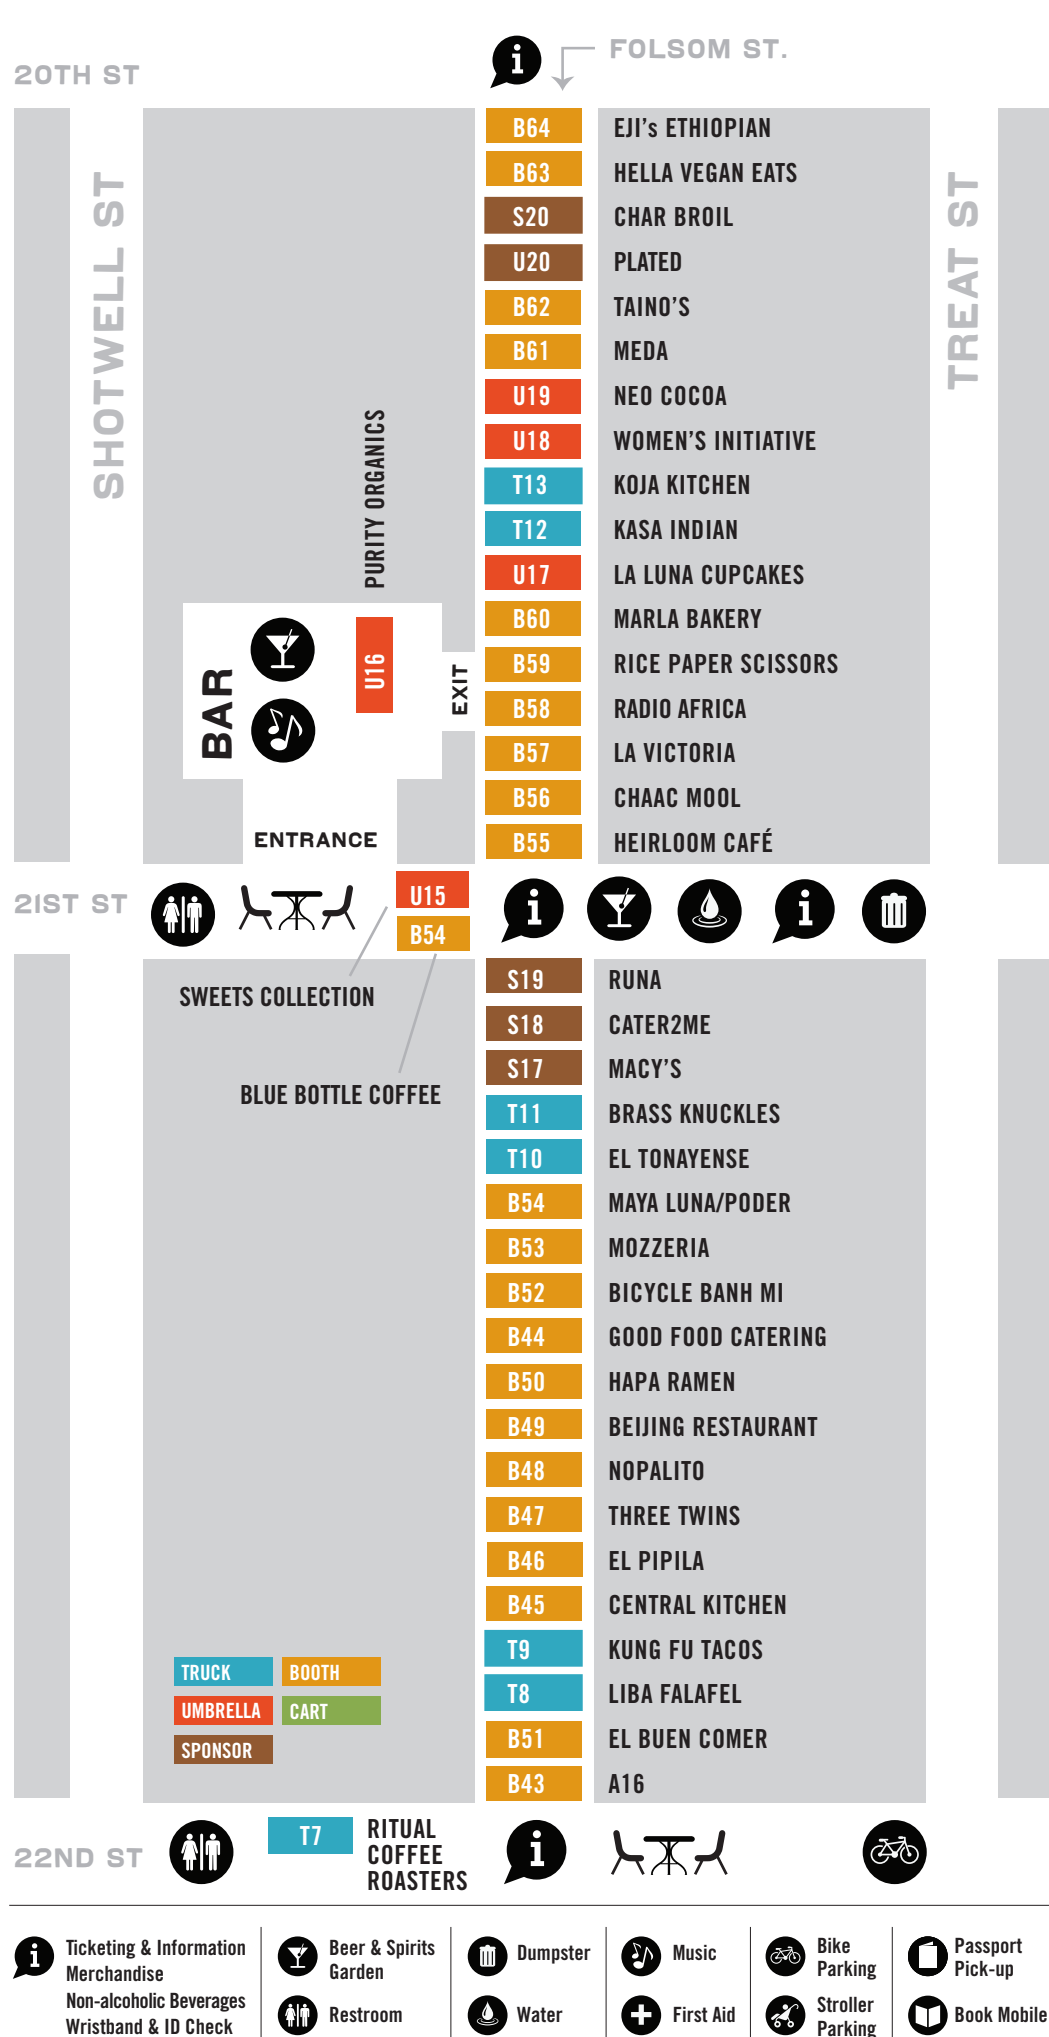 FOLSOM ST.
20TH ST
SHOTWELL ST
TREAT ST
B64 EJI's ETHIOPIAN
B63 HELLA VEGAN EATS
S20 CHAR BROIL
U20 PLATED
B62 TAINO'S
B61 MEDA
U19 NEO COCOA
U18 WOMEN'S INITIATIVE
T13 KOJA KITCHEN
T12 KASA INDIAN
U17 LA LUNA CUPCAKES
B60 MARLA BAKERY
B59 RICE PAPER SCISSORS
B58 RADIO AFRICA
B57 LA VICTORIA
B56 CHAAC MOOL
B55 HEIRLOOM CAFÉ
PURITY ORGANICS
U16
BAR
EXIT
ENTRANCE
21ST ST
U15
B54
SWEETS COLLECTION
BLUE BOTTLE COFFEE
S19 RUNA
S18 CATER2ME
S17 MACY'S
T11 BRASS KNUCKLES
T10 EL TONAYENSE
B54 MAYA LUNA/PODER
B53 MOZZERIA
B52 BICYCLE BANH MI
B44 GOOD FOOD CATERING
B50 HAPA RAMEN
B49 BEIJING RESTAURANT
B48 NOPALITO
B47 THREE TWINS
B46 EL PIPILA
B45 CENTRAL KITCHEN
T9 KUNG FU TACOS
T8 LIBA FALAFEL
B51 EL BUEN COMER
B43 A16
TRUCK BOOTH
UMBRELLA CART
SPONSOR
22ND ST
T7
RITUAL
COFFEE
ROASTERS
Ticketing & Information
Merchandise
Non-alcoholic Beverages
Wristband & ID Check
Beer & Spirits
Garden
Restroom
Dumpster
Water
Music
First Aid
Bike
Parking
Stroller
Parking
Passport
Pick-up
Book Mobile